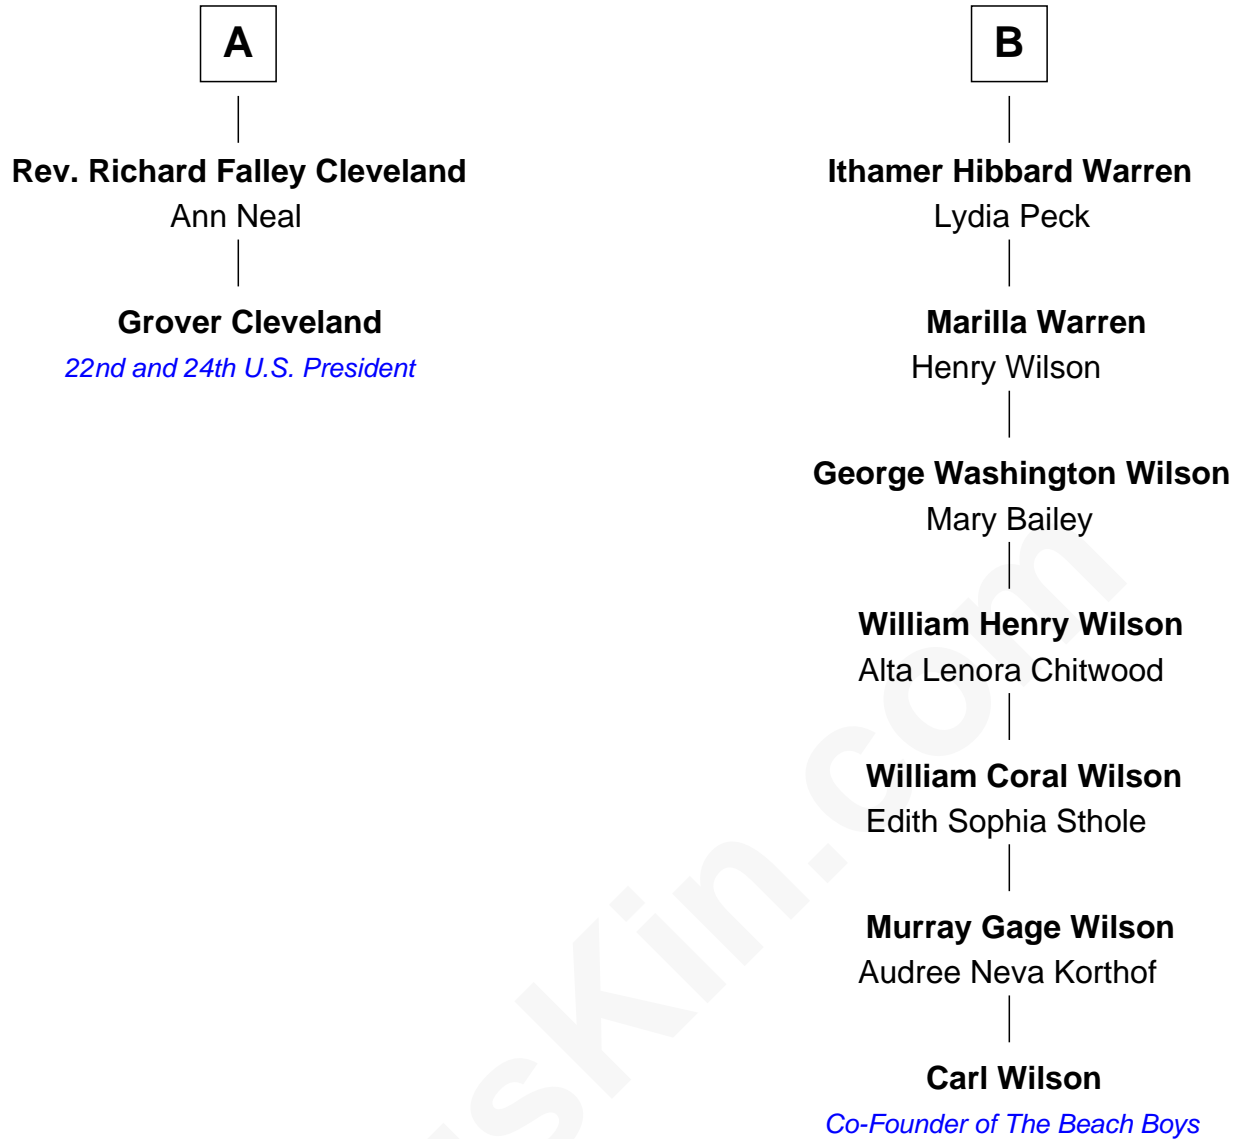 A
Rev. Richard Falley Cleveland
Ann Neal
Grover Cleveland
22nd and 24th U.S. President
B
Ithamer Hibbard Warren
Lydia Peck
Marilla Warren
Henry Wilson
George Washington Wilson
Mary Bailey
William Henry Wilson
Alta Lenora Chitwood
William Coral Wilson
Edith Sophia Sthole
Murray Gage Wilson
Audree Neva Korthof
Carl Wilson
Co-Founder of The Beach Boys
sKin.com